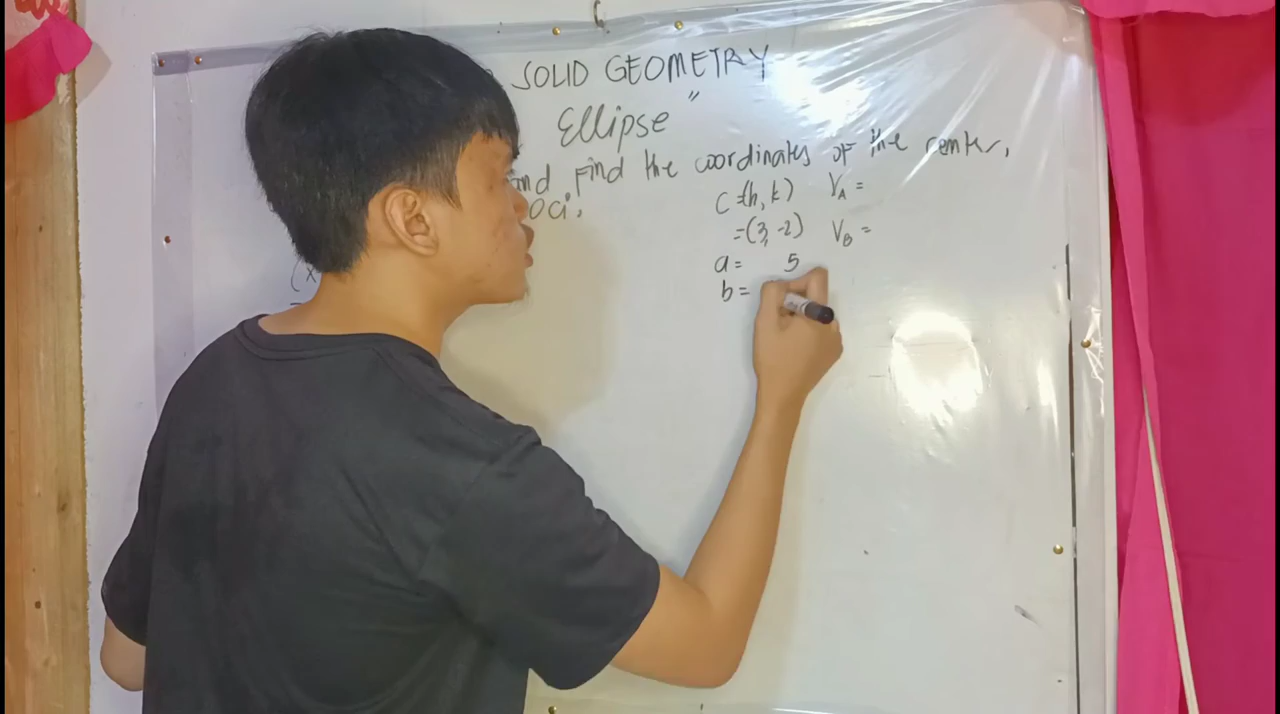 SOLID GEOMETRY
Ellipse"
Find the coordinates of the center,
C=(h, k) V_A =
=(3, -2) V_B =
a= 5
b=